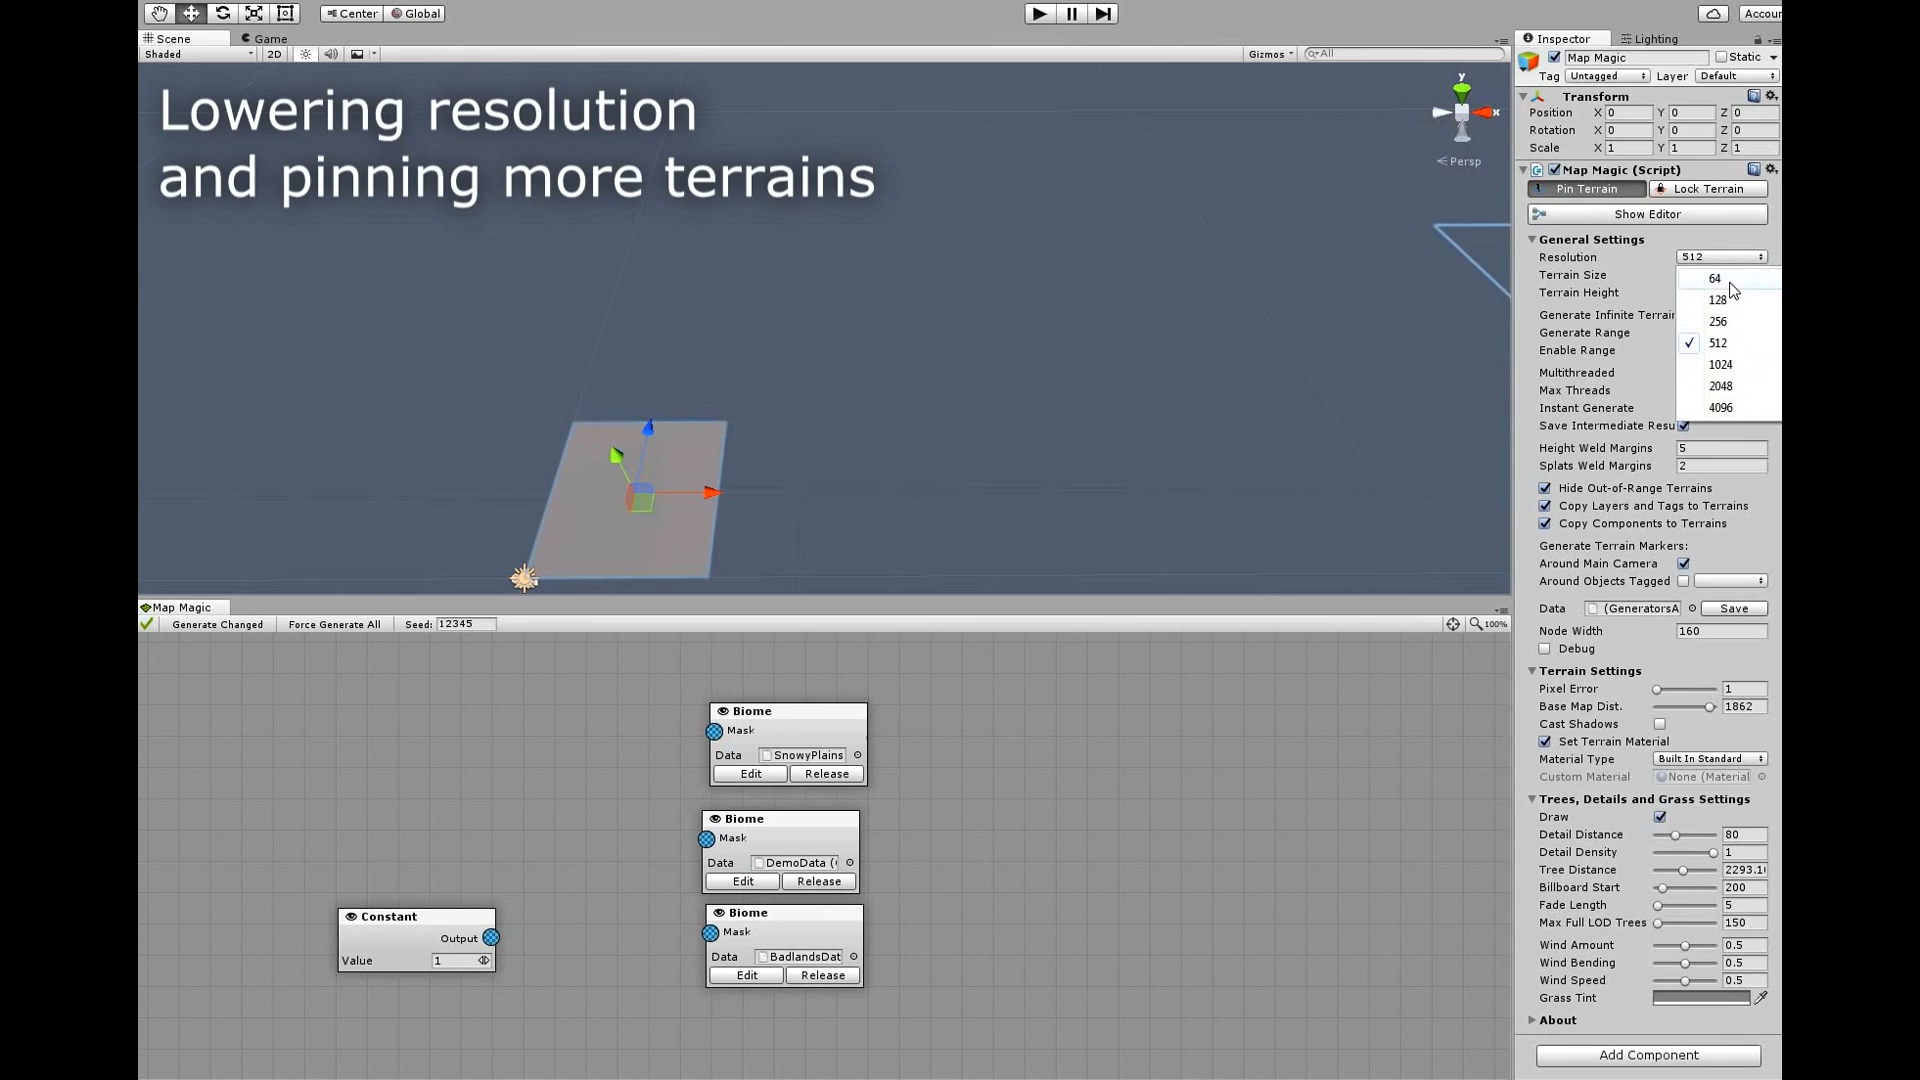 Center
Global
Accour
Scene
Game
Shaded
2D
Gizmos
All
Lowering resolution
and pinning more terrains
y
x
Persp
Inspector
Lighting
Map Magic
Static
Tag
Untagged
Layer
Default
Transform
Position X 0 Y 0 Z 0
Rotation X 0 Y 0 Z 0
Scale X 1 Y 1 Z 1
Map Magic (Script)
Pin Terrain
Lock Terrain
Show Editor
General Settings
Resolution 512
Terrain Size
Terrain Height
Generate Infinite Terrain
Generate Range
Enable Range
Multithreaded
Max Threads
Instant Generate
64
128
256
512
1024
2048
4096
Save Intermediate Resu
Height Weld Margins 5
Splats Weld Margins 2
Hide Out-of-Range Terrains
Copy Layers and Tags to Terrains
Copy Components to Terrains
Generate Terrain Markers:
Around Main Camera
Around Objects Tagged
Data (GeneratorsA Save
Node Width 160
Debug
Terrain Settings
Pixel Error 1
Base Map Dist. 1862
Cast Shadows
Set Terrain Material
Material Type Built In Standard
Custom Material None (Material
Trees, Details and Grass Settings
Draw
Detail Distance 80
Detail Density 1
Tree Distance 2293.1
Billboard Start 200
Fade Length 5
Max Full LOD Trees 150
Wind Amount 0.5
Wind Bending 0.5
Wind Speed 0.5
Grass Tint
About
Add Component
Map Magic
Generate Changed
Force Generate All
Seed: 12345
100%
Biome
Mask
Data SnowyPlains
Edit Release
Biome
Mask
Data DemoData (
Edit Release
Biome
Mask
Data BadlandsDat
Edit Release
Constant
Output
Value 1